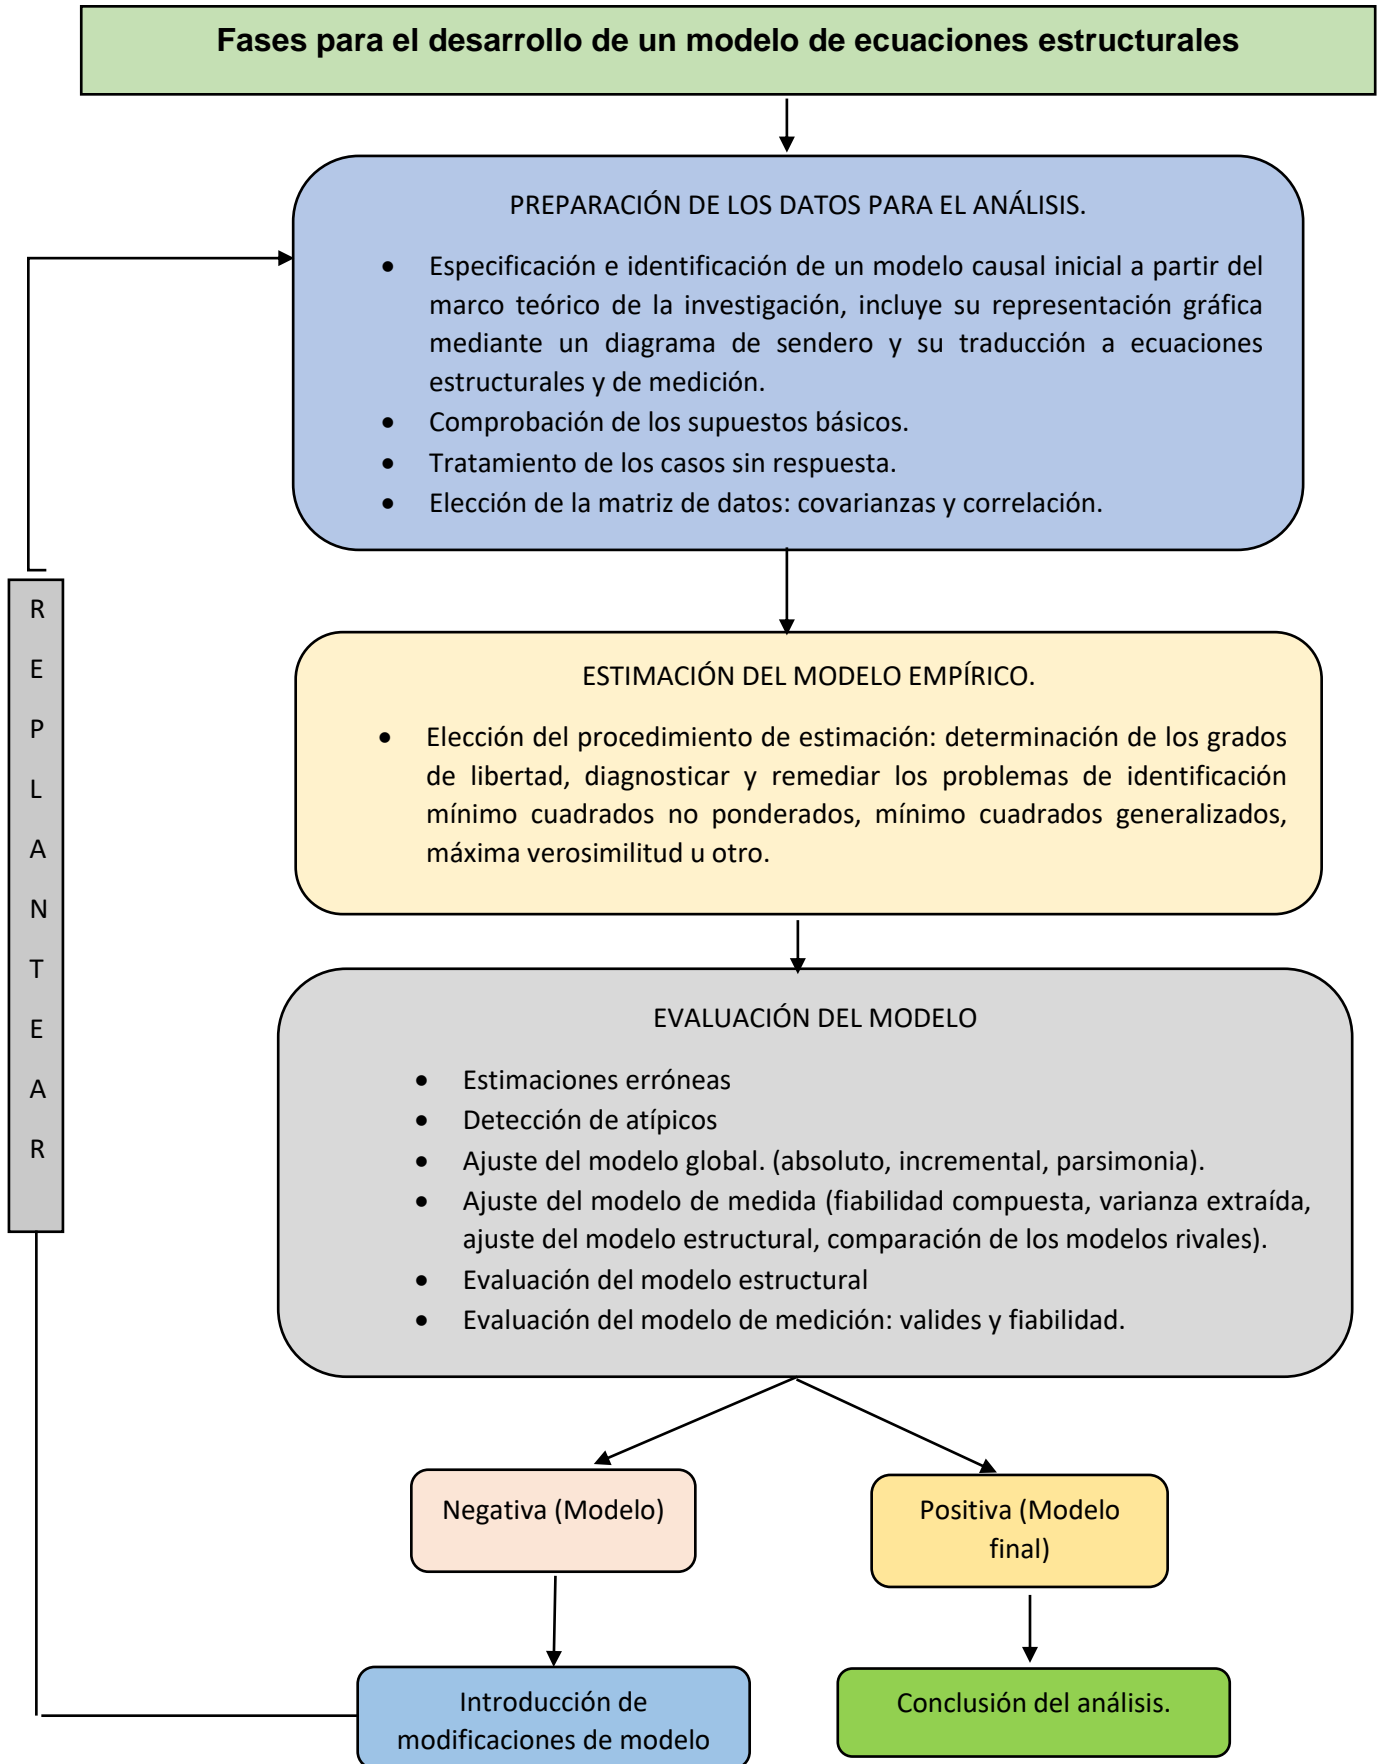 Fases para el desarrollo de un modelo de ecuaciones estructurales
PREPARACIÓN DE LOS DATOS PARA EL ANÁLISIS.
• Especificación e identificación de un modelo causal inicial a partir del
marco teórico de la investigación, incluye su representación gráfica
mediante un diagrama de sendero y su traducción a ecuaciones
estructurales y de medición.
• Comprobación de los supuestos básicos.
• Tratamiento de los casos sin respuesta.
• Elección de la matriz de datos: covarianzas y correlación.
R
E
P
L
A
N
T
E
A
R
ESTIMACIÓN DEL MODELO EMPÍRICO.
• Elección del procedimiento de estimación: determinación de los grados
de libertad, diagnosticar y remediar los problemas de identificación
mínimo cuadrados no ponderados, mínimo cuadrados generalizados,
máxima verosimilitud u otro.
EVALUACIÓN DEL MODELO
• Estimaciones erróneas
• Detección de atípicos
• Ajuste del modelo global. (absoluto, incremental, parsimonia).
• Ajuste del modelo de medida (fiabilidad compuesta, varianza extraída,
ajuste del modelo estructural, comparación de los modelos rivales).
• Evaluación del modelo estructural
• Evaluación del modelo de medición: valides y fiabilidad.
Negativa (Modelo)
Positiva (Modelo
final)
Introducción de
modificaciones de modelo
Conclusión del análisis.